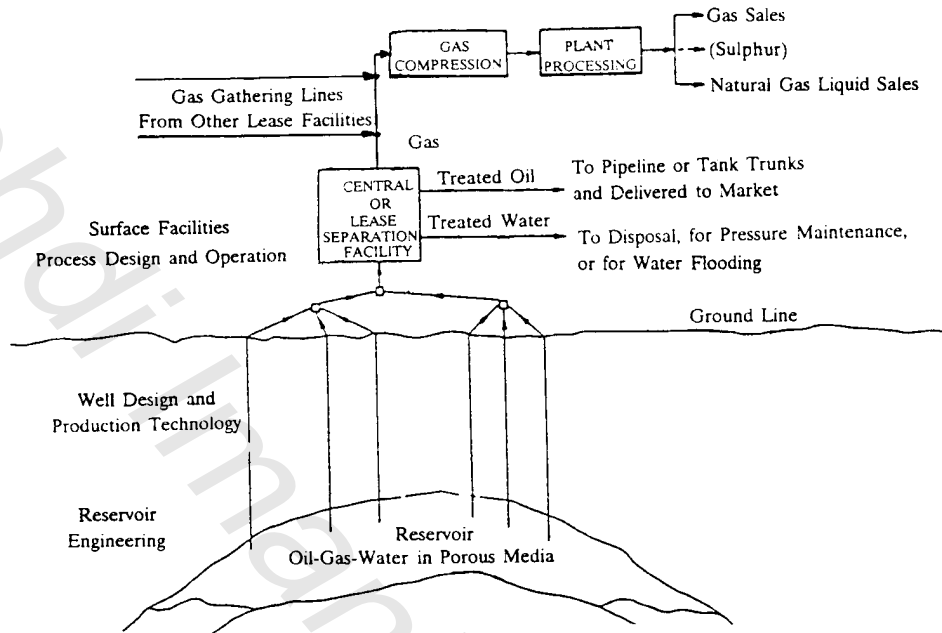 Gas Sales
GAS
COMPRESSION
PLANT
PROCESSING
(Sulphur)
Natural Gas Liquid Sales
Gas Gathering Lines
From Other Lease Facilities
Gas
CENTRAL
OR
LEASE
SEPARATION
FACILITY
Treated Oil
To Pipeline or Tank Trunks
and Delivered to Market
Treated Water
To Disposal, for Pressure Maintenance,
or for Water Flooding
Surface Facilities
Process Design and Operation
Ground Line
Well Design and
Production Technology
Reservoir
Engineering
Reservoir
Oil-Gas-Water in Porous Media